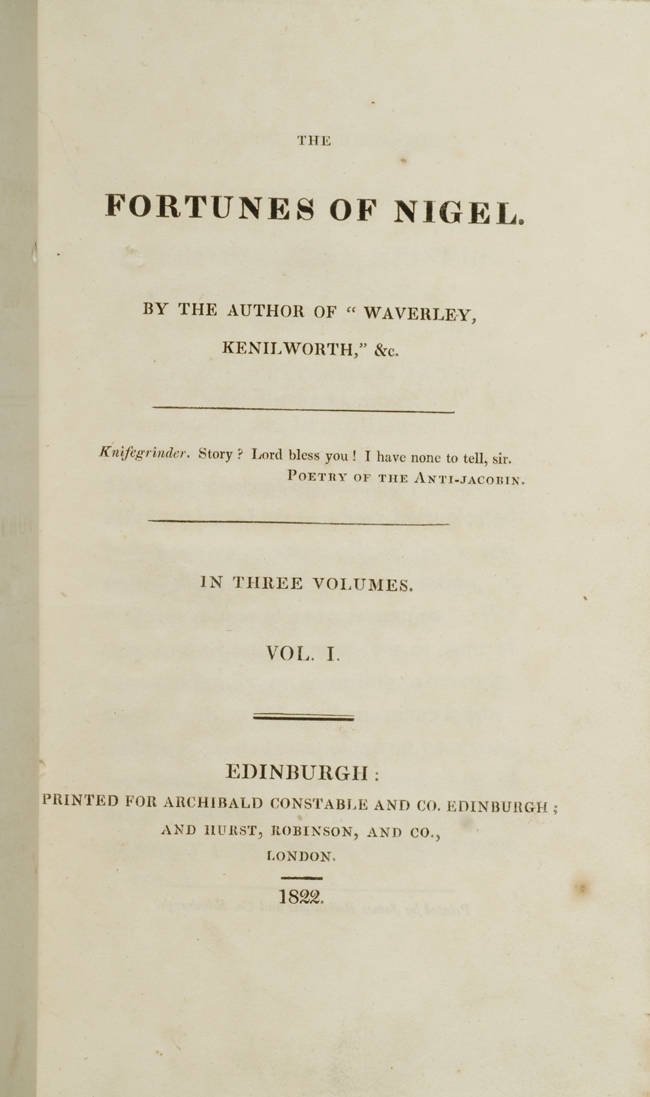 THE
FORTUNES OF NIGEL.
BY THE AUTHOR OF “ WAVERLEY,
KENILWORTH,” &c.
Knifegrinder. Story ? Lord bless you ! I have none to tell, sir.
POETRY OF THE ANTI-JACOBIN.
IN THREE VOLUMES.
VOL. I.
EDINBURGH :
PRINTED FOR ARCHIBALD CONSTABLE AND CO. EDINBURGH ;
AND HURST, ROBINSON, AND CO.,
LONDON.
1822.